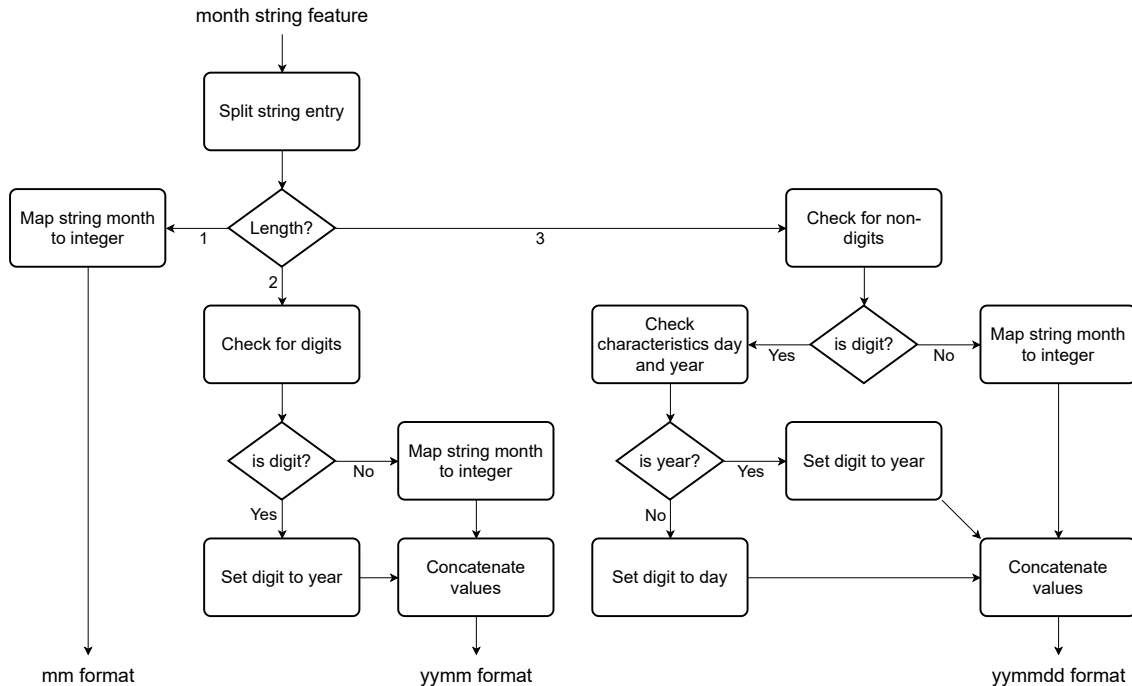 month string feature
Split string entry
Map string month
to integer
1
Length?
3
Check for non-
digits
2
Check for digits
Check
characteristics day
and year
Yes
is digit?
No
Map string month
to integer
is digit?
No
Map string month
to integer
is year?
Yes
Set digit to year
Yes
No
Set digit to year
Concatenate
values
Set digit to day
Concatenate
values
mm format
yymm format
yymmdd format